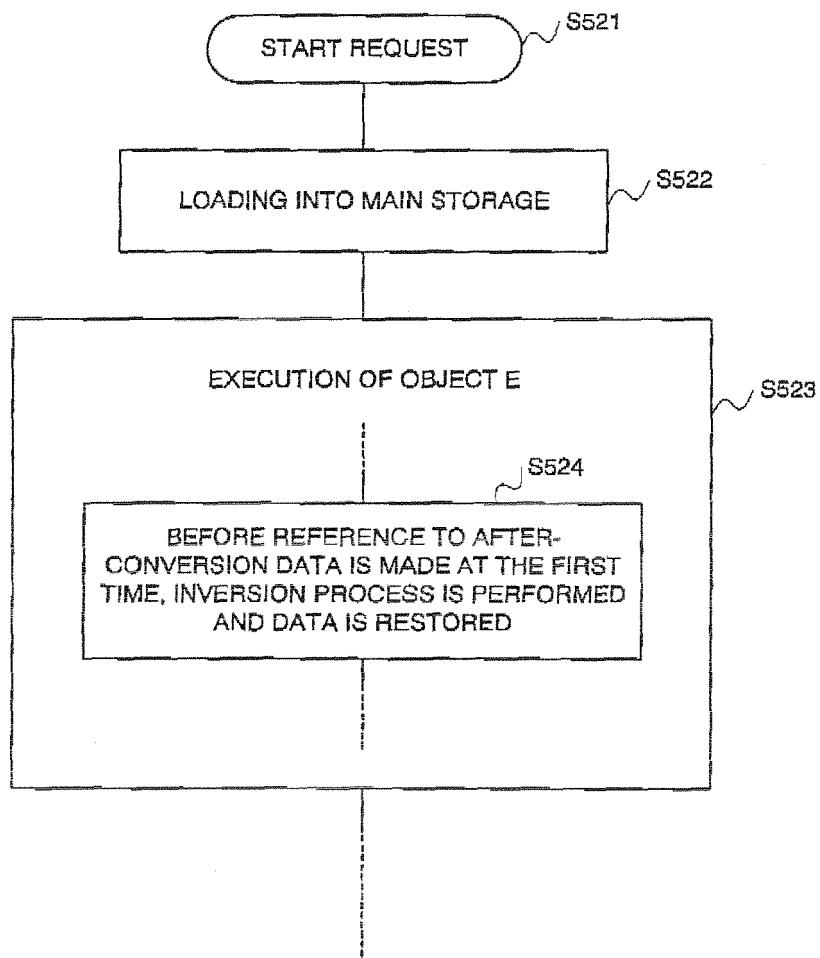 START REQUEST
S521
LOADING INTO MAIN STORAGE
S522
EXECUTION OF OBJECT E
S523
S524
BEFORE REFERENCE TO AFTER-
CONVERSION DATA IS MADE AT THE FIRST
TIME, INVERSION PROCESS IS PERFORMED
AND DATA IS RESTORED